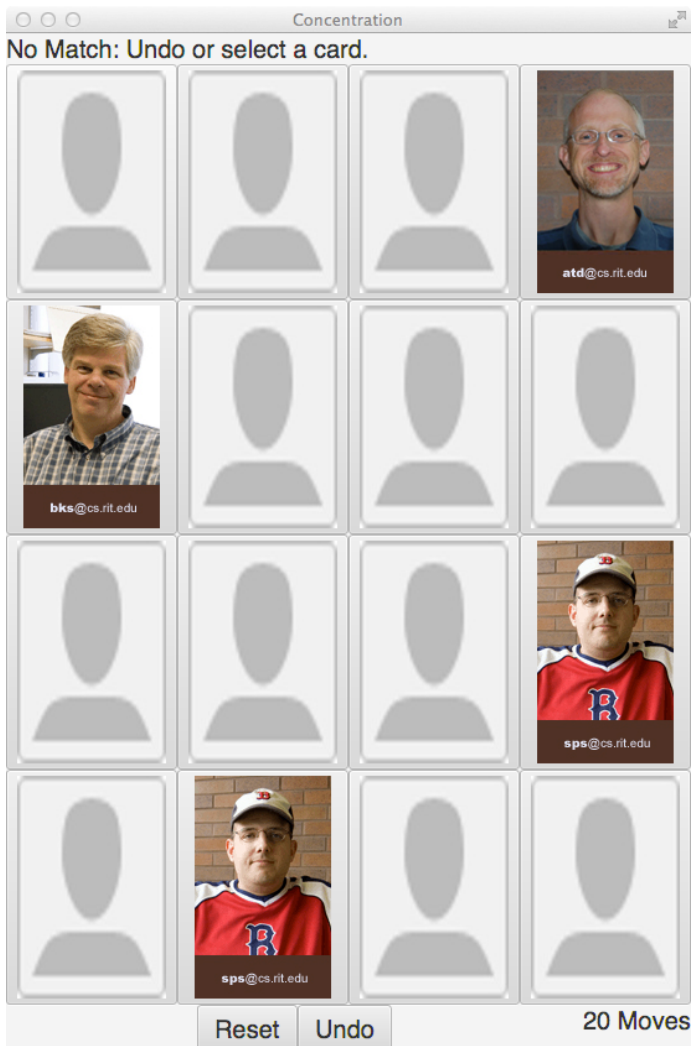 Concentration
No Match: Undo or select a card.
atd@cs.rit.edu
bks@cs.rit.edu
B
B
sps@cs.rit.edu
B
B
sps@cs.rit.edu
Reset Undo 20 Moves